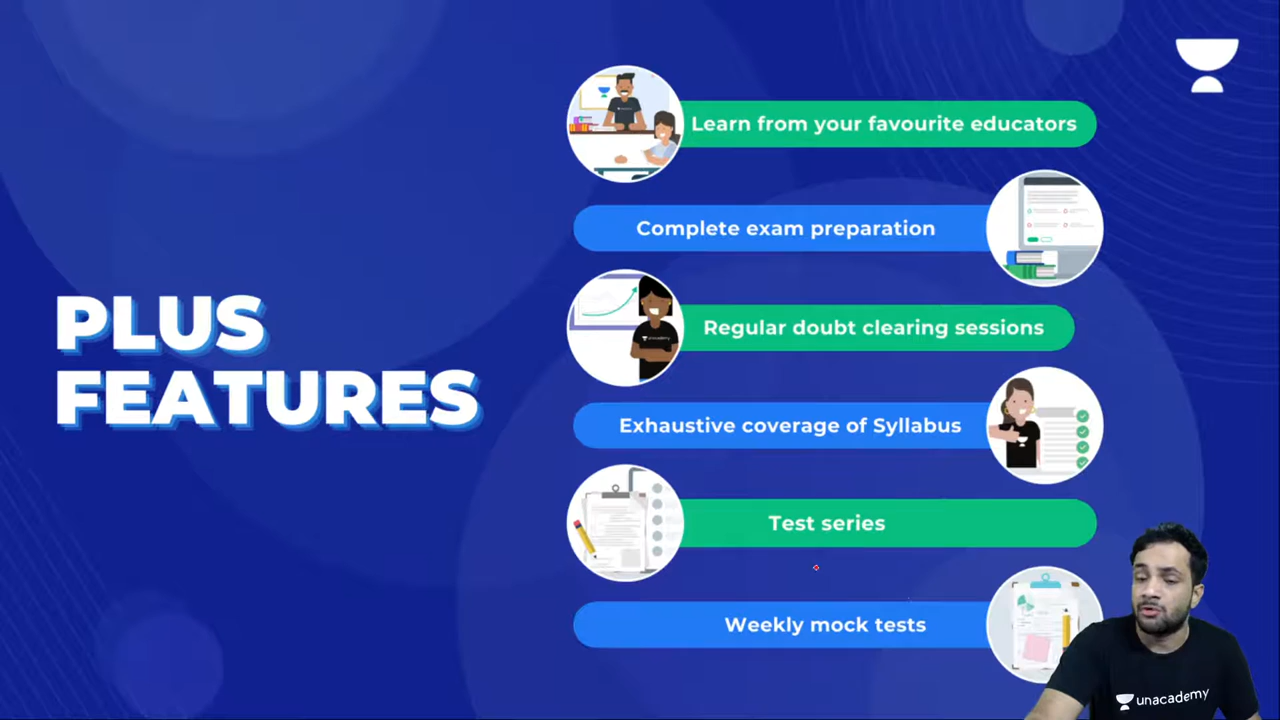 PLUS
FEATURES
Learn from your favourite educators
Complete exam preparation
Regular doubt clearing sessions
Exhaustive coverage of Syllabus
Test series
Weekly mock tests
unacademy